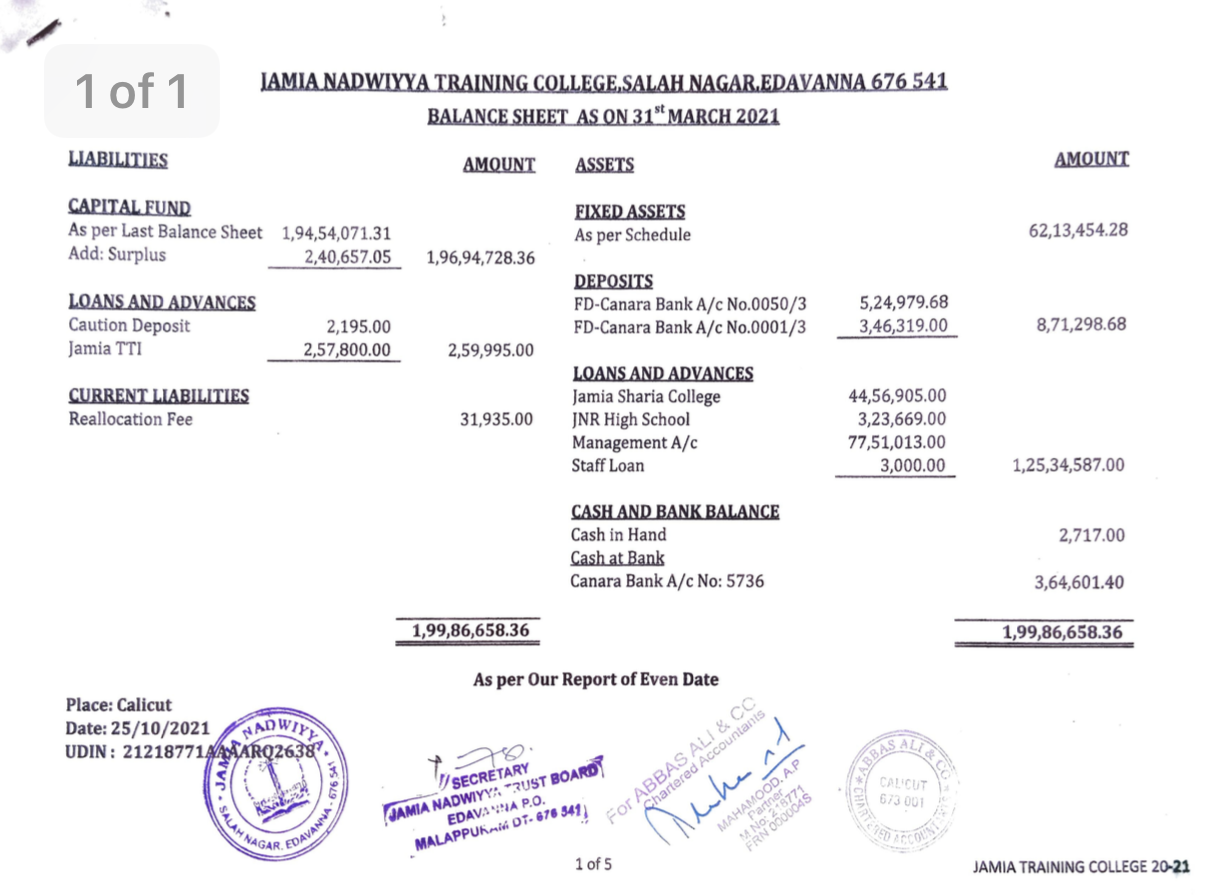 1 of 1
JAMIA NADWIYYA TRAINING COLLEGE,SALAH NAGAR,EDAVANNA 676 541
BALANCE SHEET AS ON 31st MARCH 2021
LIABILITIES
AMOUNT
CAPITAL FUND
As per Last Balance Sheet 1,94,54,071.31
Add: Surplus 2,40,657.05 1,96,94,728.36
LOANS AND ADVANCES
Caution Deposit 2,195.00
Jamia TTI 2,57,800.00 2,59,995.00
CURRENT LIABILITIES
Reallocation Fee 31,935.00
1,99,86,658.36
ASSETS
AMOUNT
FIXED ASSETS
As per Schedule 62,13,454.28
DEPOSITS
FD-Canara Bank A/c No.0050/3 5,24,979.68
FD-Canara Bank A/c No.0001/3 3,46,319.00 8,71,298.68
LOANS AND ADVANCES
Jamia Sharia College 44,56,905.00
JNR High School 3,23,669.00
Management A/c 77,51,013.00
Staff Loan 3,000.00 1,25,34,587.00
CASH AND BANK BALANCE
Cash in Hand 2,717.00
Cash at Bank
Canara Bank A/c No: 5736 3,64,601.40
1,99,86,658.36
As per Our Report of Even Date
Place: Calicut
Date: 25/10/2021
UDIN : 21218771AAAARQ2638
JAMIA NADWIYYA
SALAH NAGAR, EDAVANNA - 676 541
SECRETARY
JAMIA NADWIYYA TRUST BOARD
EDAVANNA P.O.
MALAPPURAM DT- 676 541
For ABBAS ALI & CO
Chartered Accountants
MAHAMOOD. A.P
Partner
M No: 218771
FRN 000004S
ABBAS ALI & CO
CALICUT
673 001
CHARTERED ACCOUNTANTS
1 of 5
JAMIA TRAINING COLLEGE 20-21